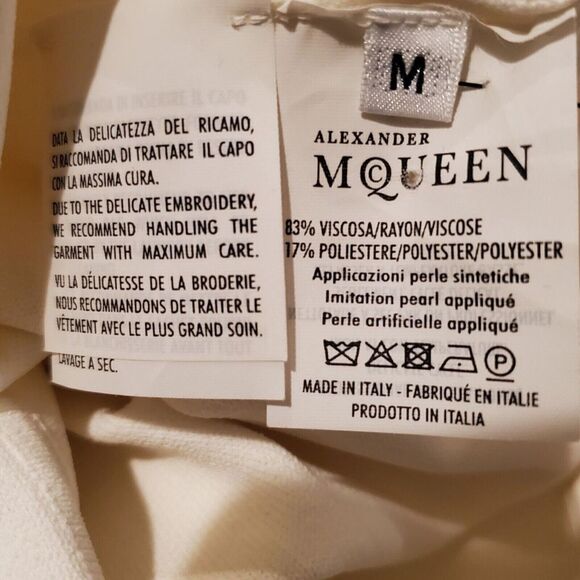 DATA LA DELICATEZZA DEL RICAMO,
SI RACCOMANDA DI TRATTARE IL CAPO
CON LA MASSIMA CURA.
DUE TO THE DELICATE EMBROIDERY,
WE RECOMMEND HANDLING THE
GARMENT WITH MAXIMUM CARE.
VU LA DÉLICATESSE DE LA BRODERIE,
NOUS RECOMMANDONS DE TRAITER LE
VÊTEMENT AVEC LE PLUS GRAND SOIN.
LAVAGE A SEC.
M
ALEXANDER
MCQUEEN
83% VISCOSA/RAYON/VISCOSE
17% POLIESTERE/POLYESTER/POLYESTER
Applicazioni perle sintetiche
Imitation pearl appliqué
Perle artificielle appliqué
P
MADE IN ITALY - FABRIQUÉ EN ITALIE
PRODOTTO IN ITALIA